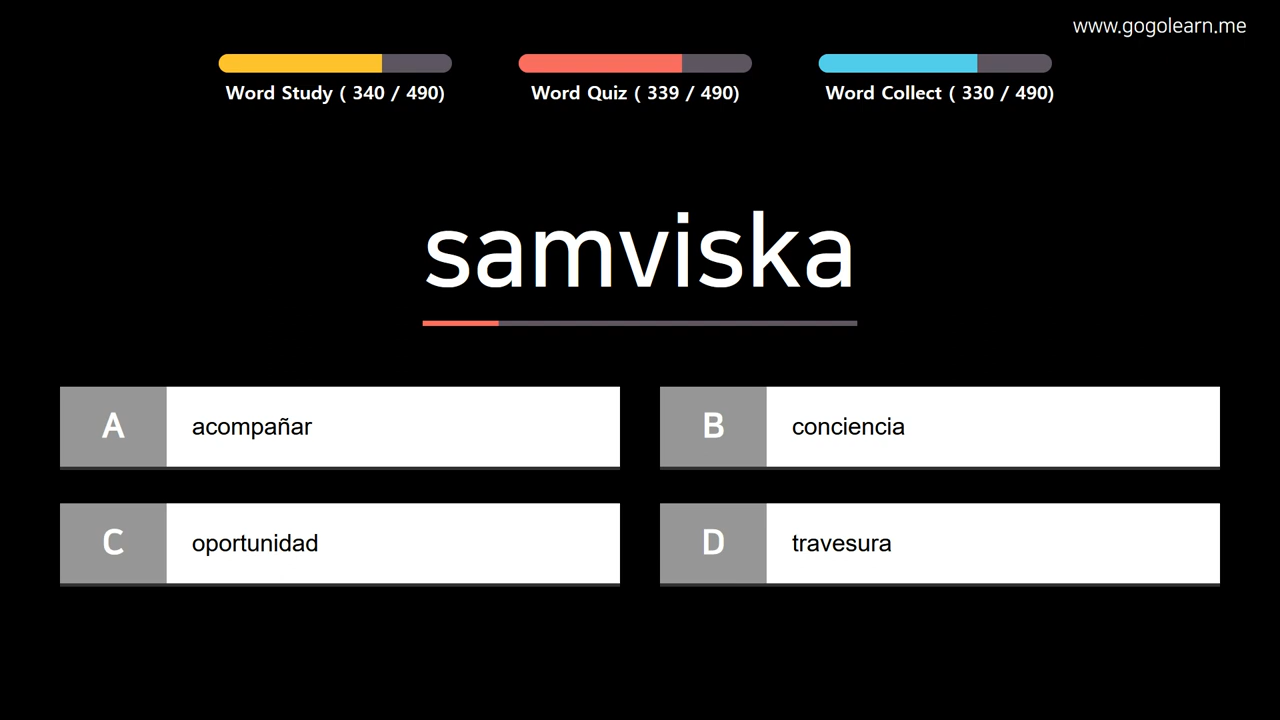 www.gogolearn.me
Word Study ( 340 / 490)
Word Quiz ( 339 / 490)
Word Collect ( 330 / 490)
samviska
A acompañar
B conciencia
C oportunidad
D travesura